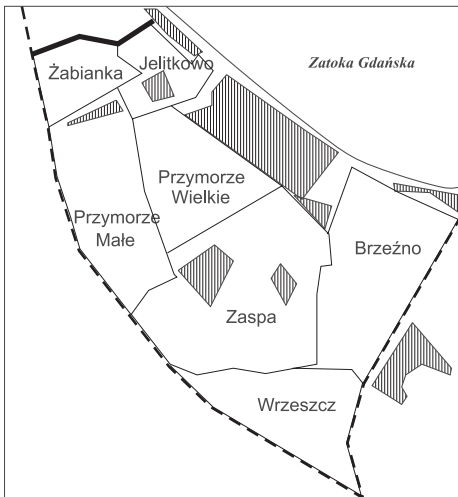 Jelitkowo
Zatoka Gdańska
Żabianka
Przymorze
Wielkie
Przymorze
Małe
Brzeźno
Zaspa
Wrzeszcz